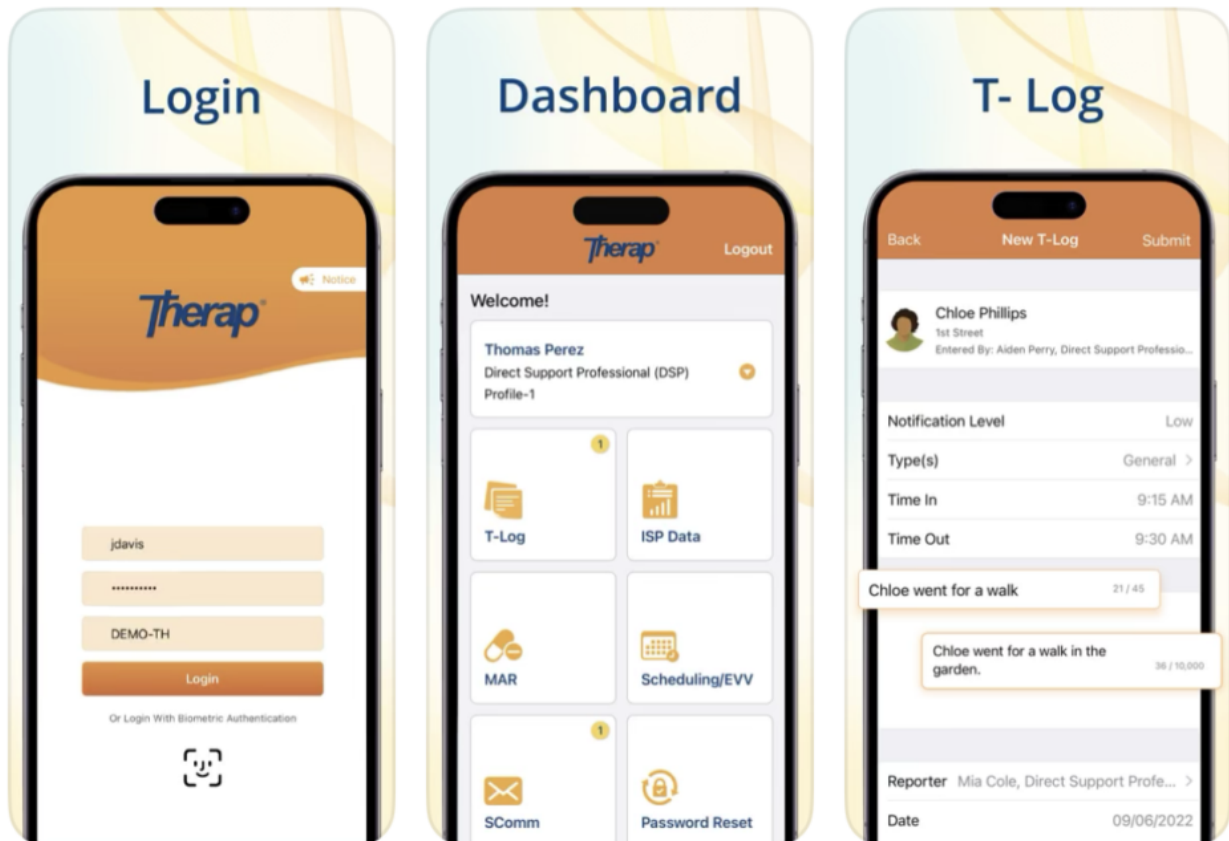 Login
Notice
Therap®
jdavis
••••••••••
DEMO-TH
Login
Or Login With Biometric Authentication
Dashboard
Therap®
Logout
Welcome!
Thomas Perez
Direct Support Professional (DSP)
Profile-1
1
T-Log
ISP Data
MAR
Scheduling/EVV
1
SComm
Password Reset
T- Log
Back New T-Log Submit
Chloe Phillips
1st Street
Entered By: Aiden Perry, Direct Support Professio...
Notification Level Low
Type(s) General >
Time In 9:15 AM
Time Out 9:30 AM
Chloe went for a walk 21 / 45
Chloe went for a walk in the
garden. 36 / 10,000
Reporter Mia Cole, Direct Support Profe... >
Date 09/06/2022